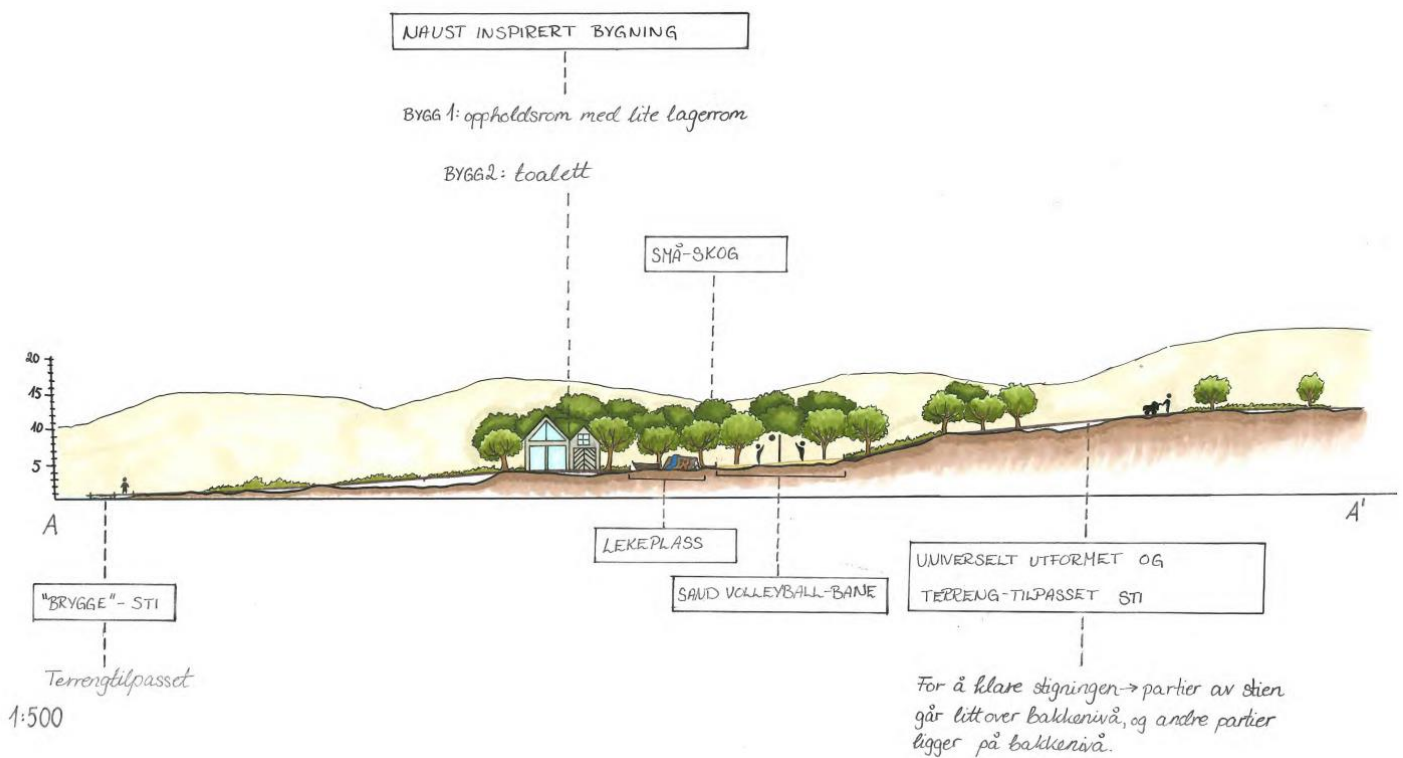 NAUST INSPIRERT BYGNING
BYGG 1: oppholdsrom med lite lagerrom
BYGG2: toalett
SMÅ-SKOG
20
15
10
5
A
A'
LEKEPLASS
"BRYGGE"- STI
SAND VOLLEYBALL-BANE
UNIVERSELT UTFORMET OG
TERRENG-TILPASSET STI
Terrengtilpasset
For å klare stigningen → partier av stien
går litt over bakkenivå, og andre partier
ligger på bakkenivå.
1:500